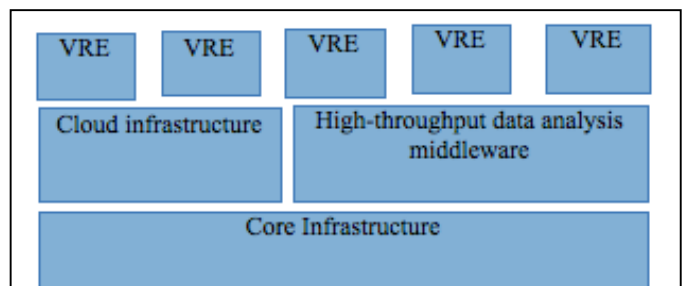 VRE VRE VRE VRE VRE
Cloud infrastructure
High-throughput data analysis
middleware
Core Infrastructure